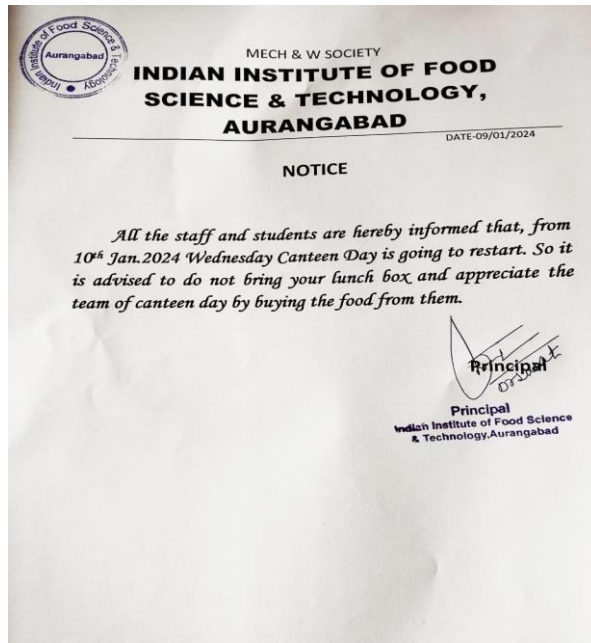 Indian Institute of Food Science & Technology
Aurangabad
MECH & W SOCIETY
INDIAN INSTITUTE OF FOOD
SCIENCE & TECHNOLOGY,
AURANGABAD
DATE-09/01/2024
NOTICE
All the staff and students are hereby informed that, from
10th Jan.2024 Wednesday Canteen Day is going to restart. So it
is advised to do not bring your lunch box and appreciate the
team of canteen day by buying the food from them.
Principal
Principal
Indian Institute of Food Science
& Technology,Aurangabad